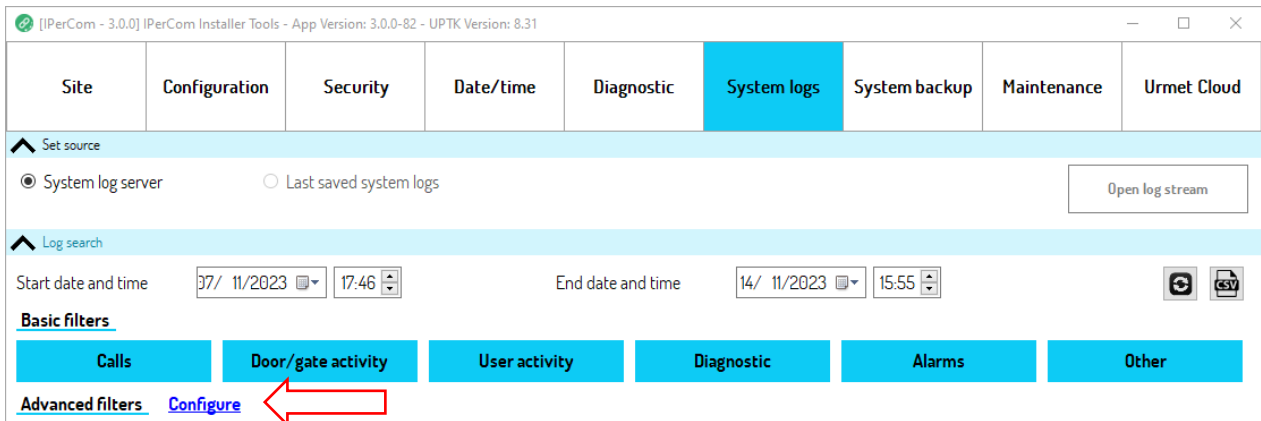 [IPerCom - 3.0.0] IPerCom Installer Tools - App Version: 3.0.0-82 - UPTK Version: 8.31
Site Configuration Security Date/time Diagnostic System logs System backup Maintenance Urmet Cloud
Set source
System log server Last saved system logs Open log stream
Log search
Start date and time 07/ 11/2023 17:46 End date and time 14/ 11/2023 15:55 CSV
Basic filters
Calls Door/gate activity User activity Diagnostic Alarms Other
Advanced filters Configure